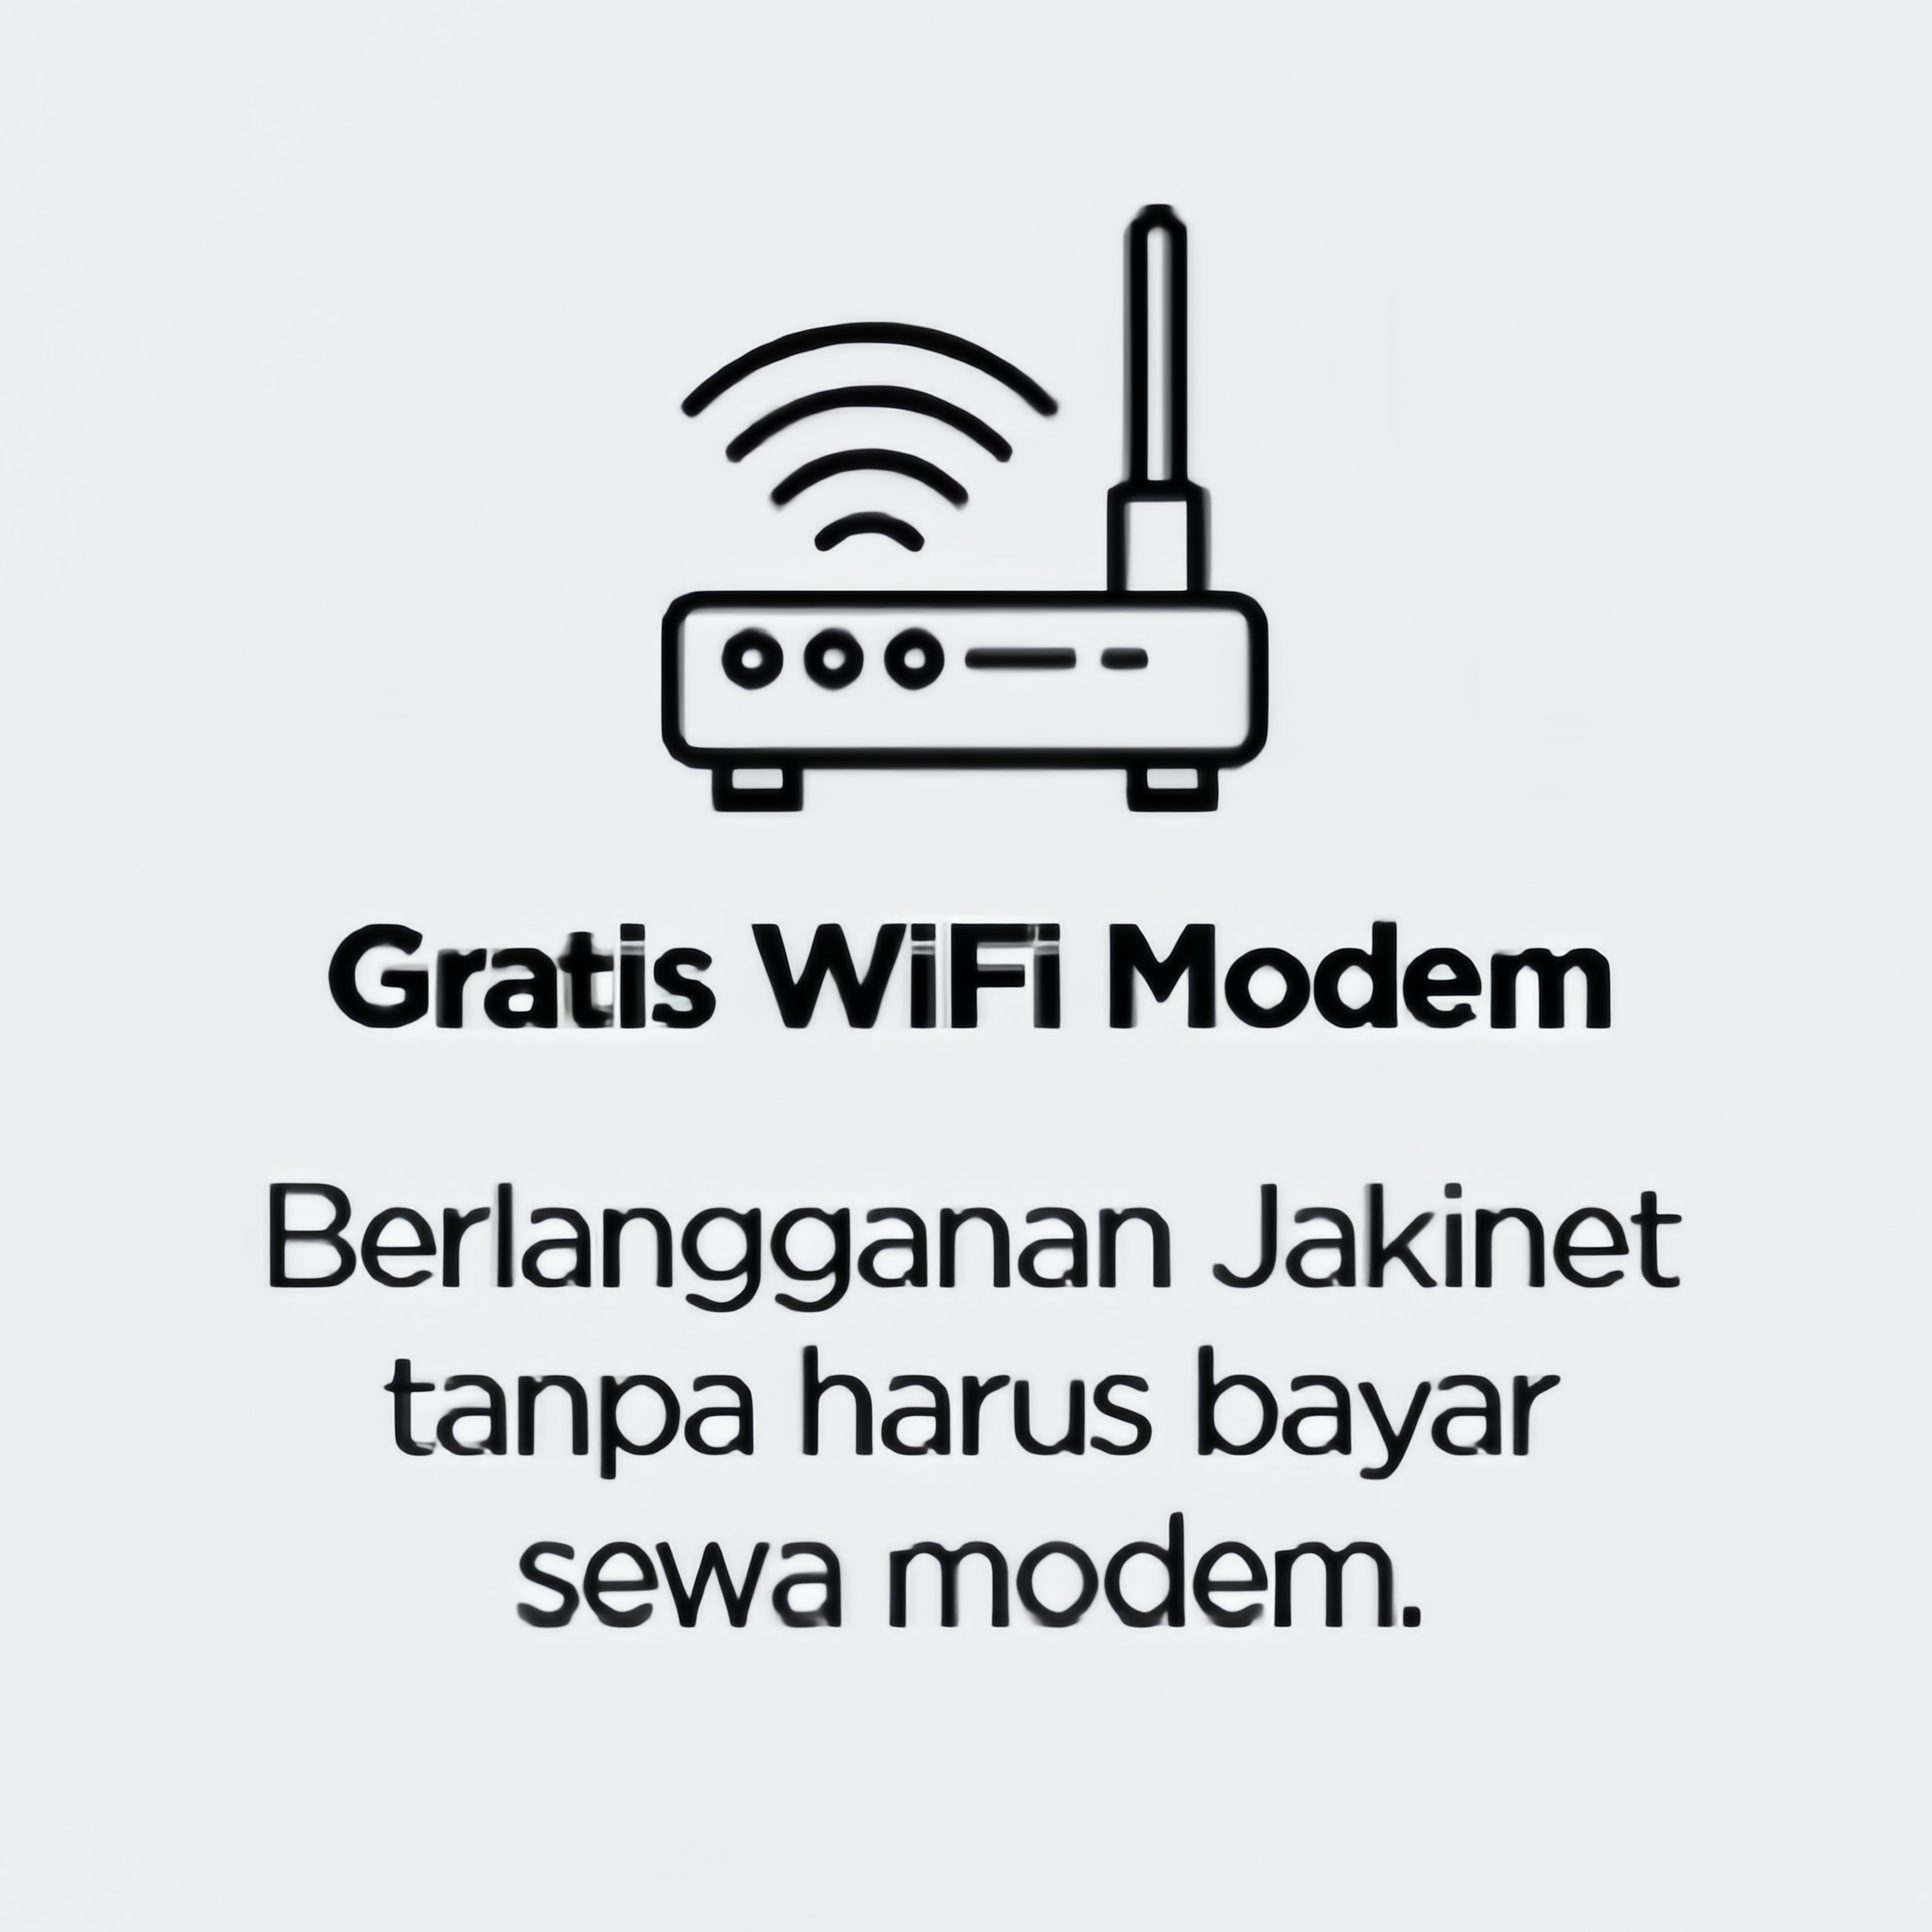 Gratis WiFi Modem
Berlangganan Jakinet
tanpa harus bayar
sewa modem.